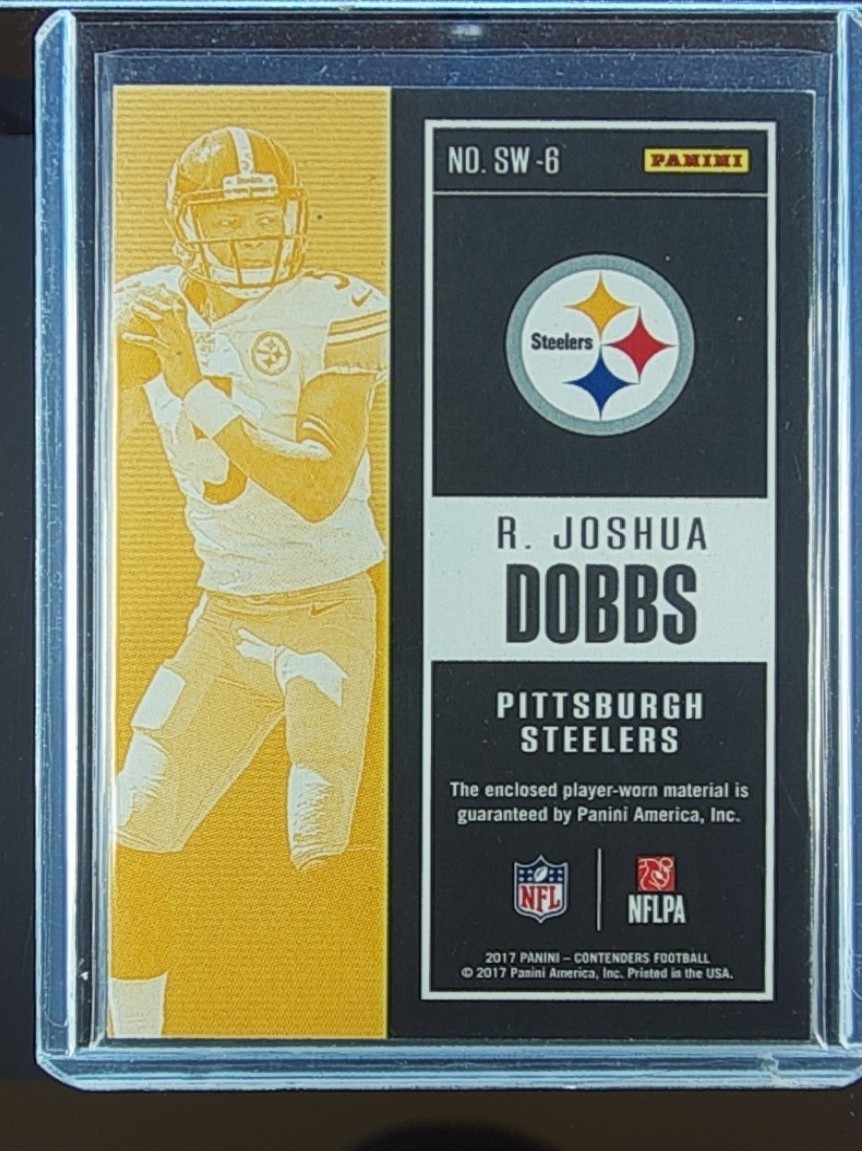 NO. SW -6
PANINI
Steelers
R. JOSHUA
DOBBS
PITTSBURGH
STEELERS
The enclosed player-worn material is
guaranteed by Panini America, Inc.
NFL
NFLPA
2017 PANINI – CONTENDERS FOOTBALL
© 2017 Panini America, Inc. Printed in the USA.